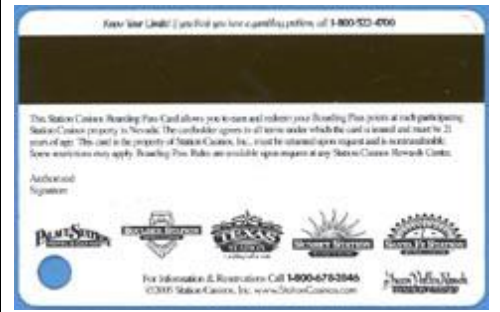 Know Your Limits! If you think you have a gambling problem, call 1-800-522-4700
This Station Casinos Boarding Pass Card allows you to earn and redeem your Boarding Pass points at each participating
Station Casinos property in Nevada. The cardholder agrees to all terms under which the card is issued and must be 21
years of age. This card is the property of Station Casinos, Inc., must be returned upon request and is nontransferable.
Some restrictions may apply. Boarding Pass Rules are available upon request at any Station Casinos Rewards Center.
Authorized
Signature
PALACE STATION
BOULDER STATION
TEXAS STATION
SUNSET STATION
SANTA FE STATION
For Information & Reservations Call 1-800-678-2846
©2005 Station Casinos, Inc. www.StationCasinos.com
Green Valley Ranch